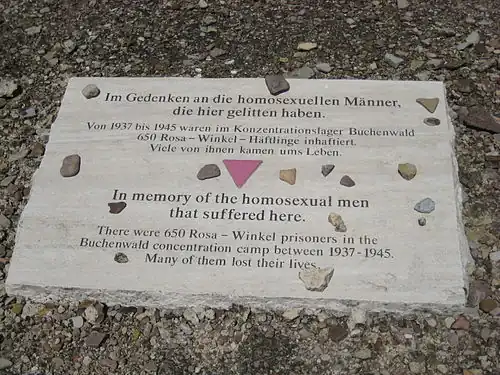 Im Gedenken an die homosexuellen Männer,
die hier gelitten haben.
Von 1937 bis 1945 waren im Konzentrationslager Buchenwald
650 Rosa – Winkel – Häftlinge inhaftiert.
Viele von ihnen kamen ums Leben.
In memory of the homosexual men
that suffered here.
There were 650 Rosa – Winkel prisoners in the
Buchenwald concentration camp between 1937 - 1945.
Many of them lost their lives